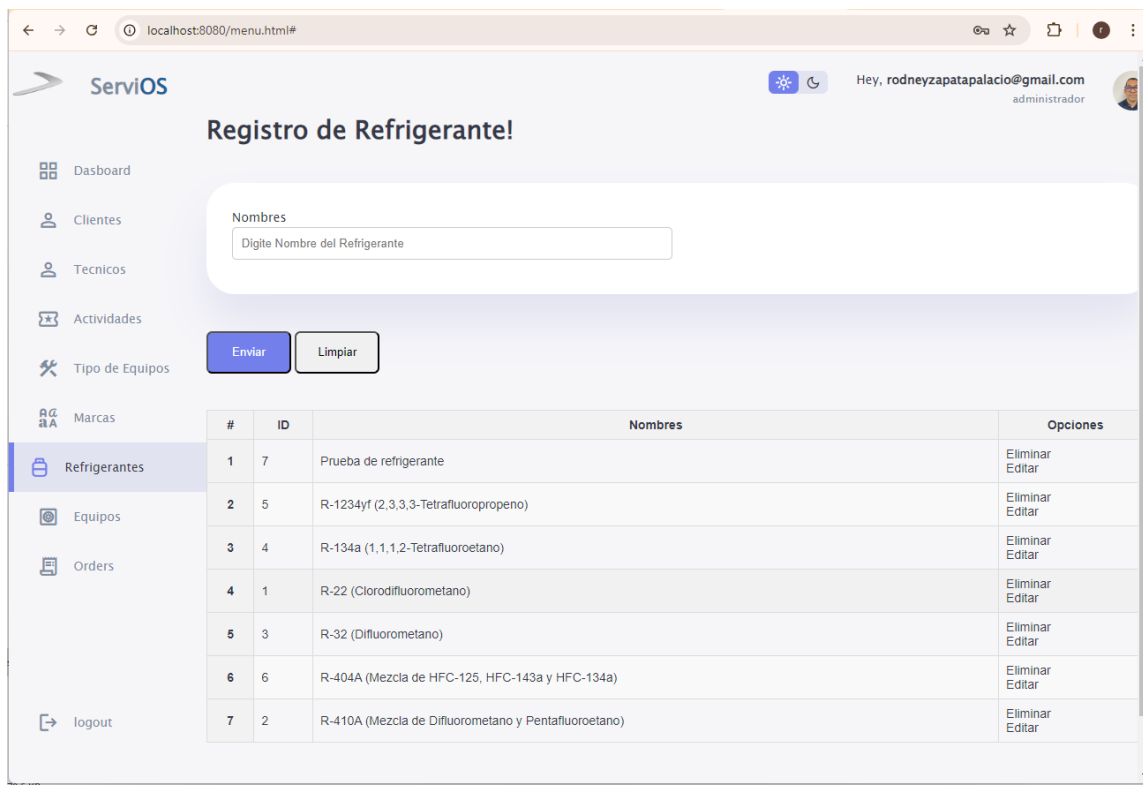 localhost:8080/menu.html#
r
ServiOS
Hey, rodneyzapatapalacio@gmail.com
administrador
Registro de Refrigerante!
Dasboard
Clientes
Tecnicos
Actividades
Tipo de Equipos
Marcas
Refrigerantes
Equipos
Orders
logout
Nombres
Digite Nombre del Refrigerante
Enviar Limpiar
# ID Nombres Opciones
1 7 Prueba de refrigerante Eliminar
Editar
2 5 R-1234yf (2,3,3,3-Tetrafluoropropeno) Eliminar
Editar
3 4 R-134a (1,1,1,2-Tetrafluoroetano) Eliminar
Editar
4 1 R-22 (Clorodifluorometano) Eliminar
Editar
5 3 R-32 (Difluorometano) Eliminar
Editar
6 6 R-404A (Mezcla de HFC-125, HFC-143a y HFC-134a) Eliminar
Editar
7 2 R-410A (Mezcla de Difluorometano y Pentafluoroetano) Eliminar
Editar